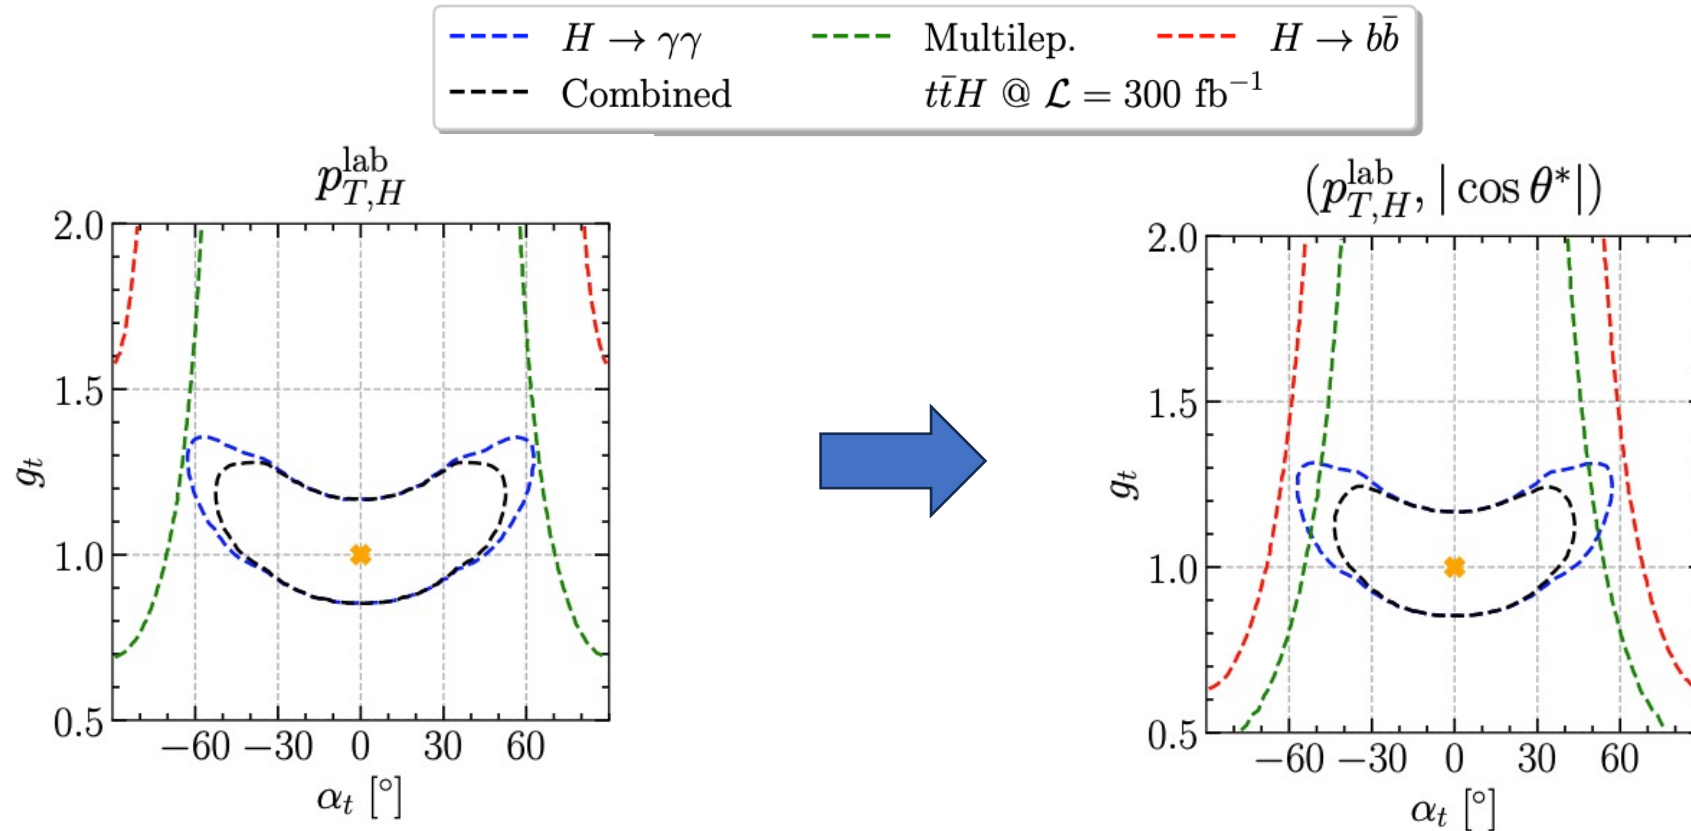 H → γγ Multilep. H → bb̄
Combined tt̄H @ ℒ = 300 fb⁻¹
p_{T,H}^{lab}
2.0
1.5
1.0
0.5
g_t
−60 −30 0 30 60
α_t [°]
(p_{T,H}^{lab}, | cos θ*|)
2.0
1.5
1.0
0.5
g_t
−60 −30 0 30 60
α_t [°]